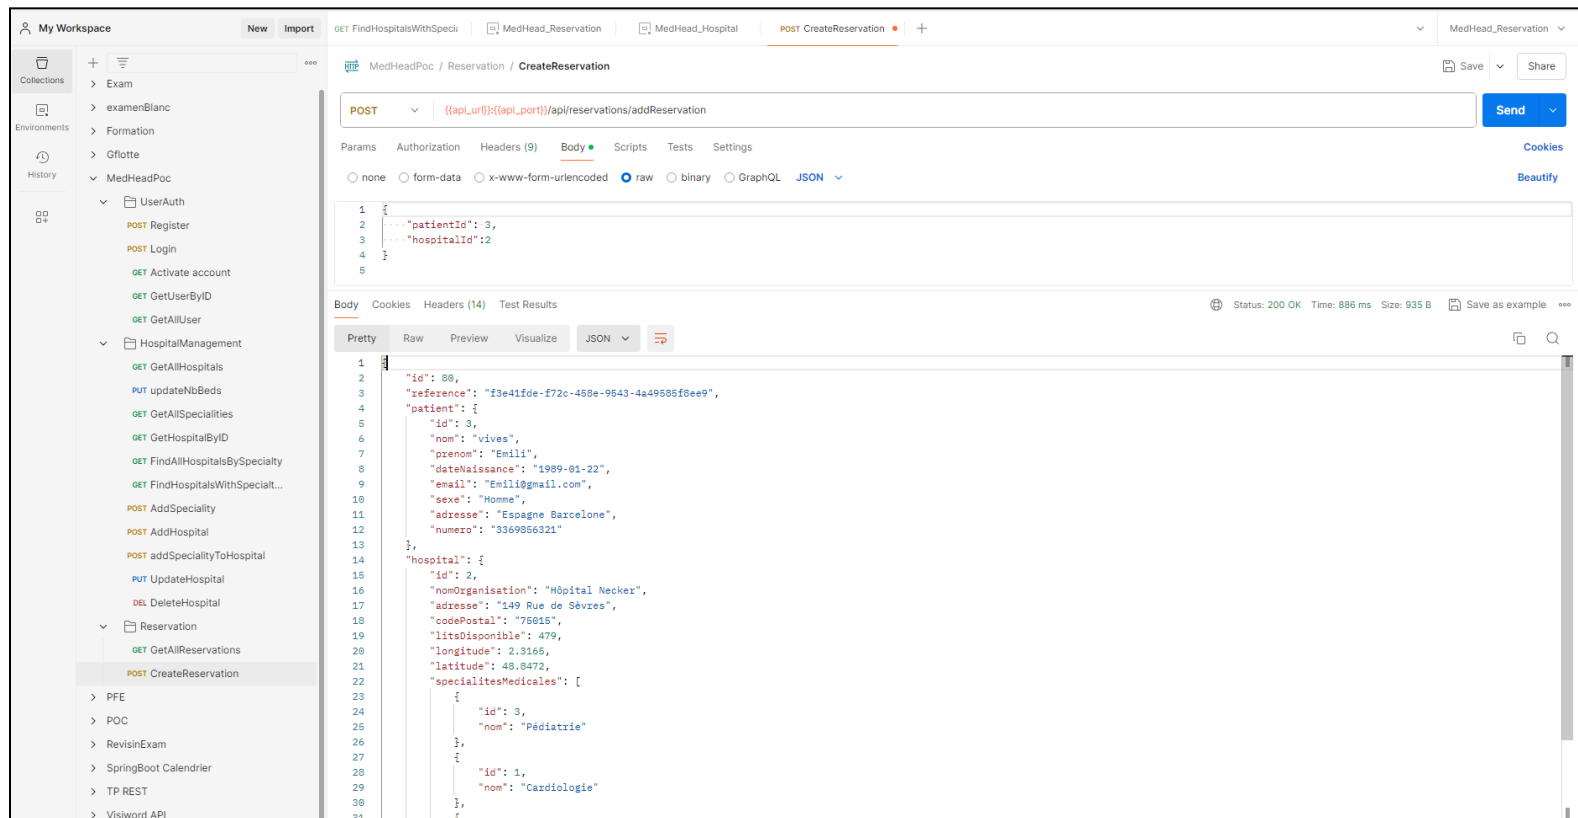 My Workspace New Import GET FindHospitalsWithSpeci MedHead_Reservation MedHead_Hospital POST CreateReservation MedHead_Reservation
Collections
Environments
History
Exam
examenBlanc
Formation
Gflotte
MedHeadPoc
UserAuth
POST Register
POST Login
GET Activate account
GET GetUserByID
GET GetAllUser
HospitalManagement
GET GetAllHospitals
PUT updateNbBeds
GET GetAllSpecialities
GET GetHospitalByID
GET FindAllHospitalsBySpecialty
GET FindHospitalsWithSpecialt...
POST AddSpeciality
POST AddHospital
POST addSpecialityToHospital
PUT UpdateHospital
DEL DeleteHospital
Reservation
GET GetAllReservations
POST CreateReservation
PFE
POC
RevisinExam
SpringBoot Calendrier
TP REST
Visiword API
HTTP MedHeadPoc / Reservation / CreateReservation Save Share
POST {{api_url}}:{{api_port}}/api/reservations/addReservation Send
Params Authorization Headers (9) Body Scripts Tests Settings Cookies
none form-data x-www-form-urlencoded raw binary GraphQL JSON Beautify
1 {
2 "patientId": 3,
3 "hospitalId":2
4 }
5
Body Cookies Headers (14) Test Results Status: 200 OK Time: 886 ms Size: 935 B Save as example
Pretty Raw Preview Visualize JSON
1 {
2 "id": 80,
3 "reference": "f3e41fde-f72c-458e-9543-4a49585f8ee9",
4 "patient": {
5 "id": 3,
6 "nom": "vives",
7 "prenom": "Emili",
8 "dateNaissance": "1989-01-22",
9 "email": "Emili@gmail.com",
10 "sexe": "Homme",
11 "adresse": "Espagne Barcelone",
12 "numero": "3369856321"
13 },
14 "hospital": {
15 "id": 2,
16 "nomOrganisation": "Hôpital Necker",
17 "adresse": "149 Rue de Sèvres",
18 "codePostal": "75015",
19 "litsDisponible": 479,
20 "longitude": 2.3165,
21 "latitude": 48.8472,
22 "specialitesMedicales": [
23 {
24 "id": 3,
25 "nom": "Pédiatrie"
26 },
27 {
28 "id": 1,
29 "nom": "Cardiologie"
30 },
31 {